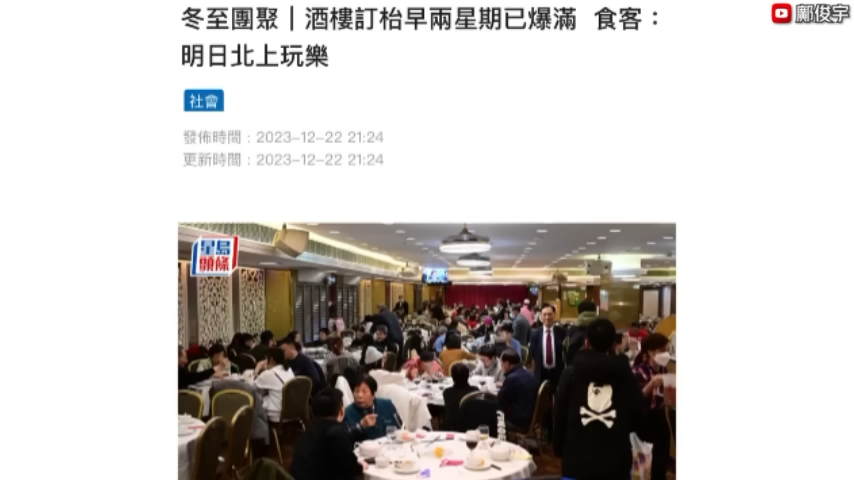 冬至團聚｜酒樓訂枱早兩星期已爆滿 食客：
明日北上玩樂
鄺俊宇
社會
發佈時間：2023-12-22 21:24
更新時間：2023-12-22 21:24
星島
頭條